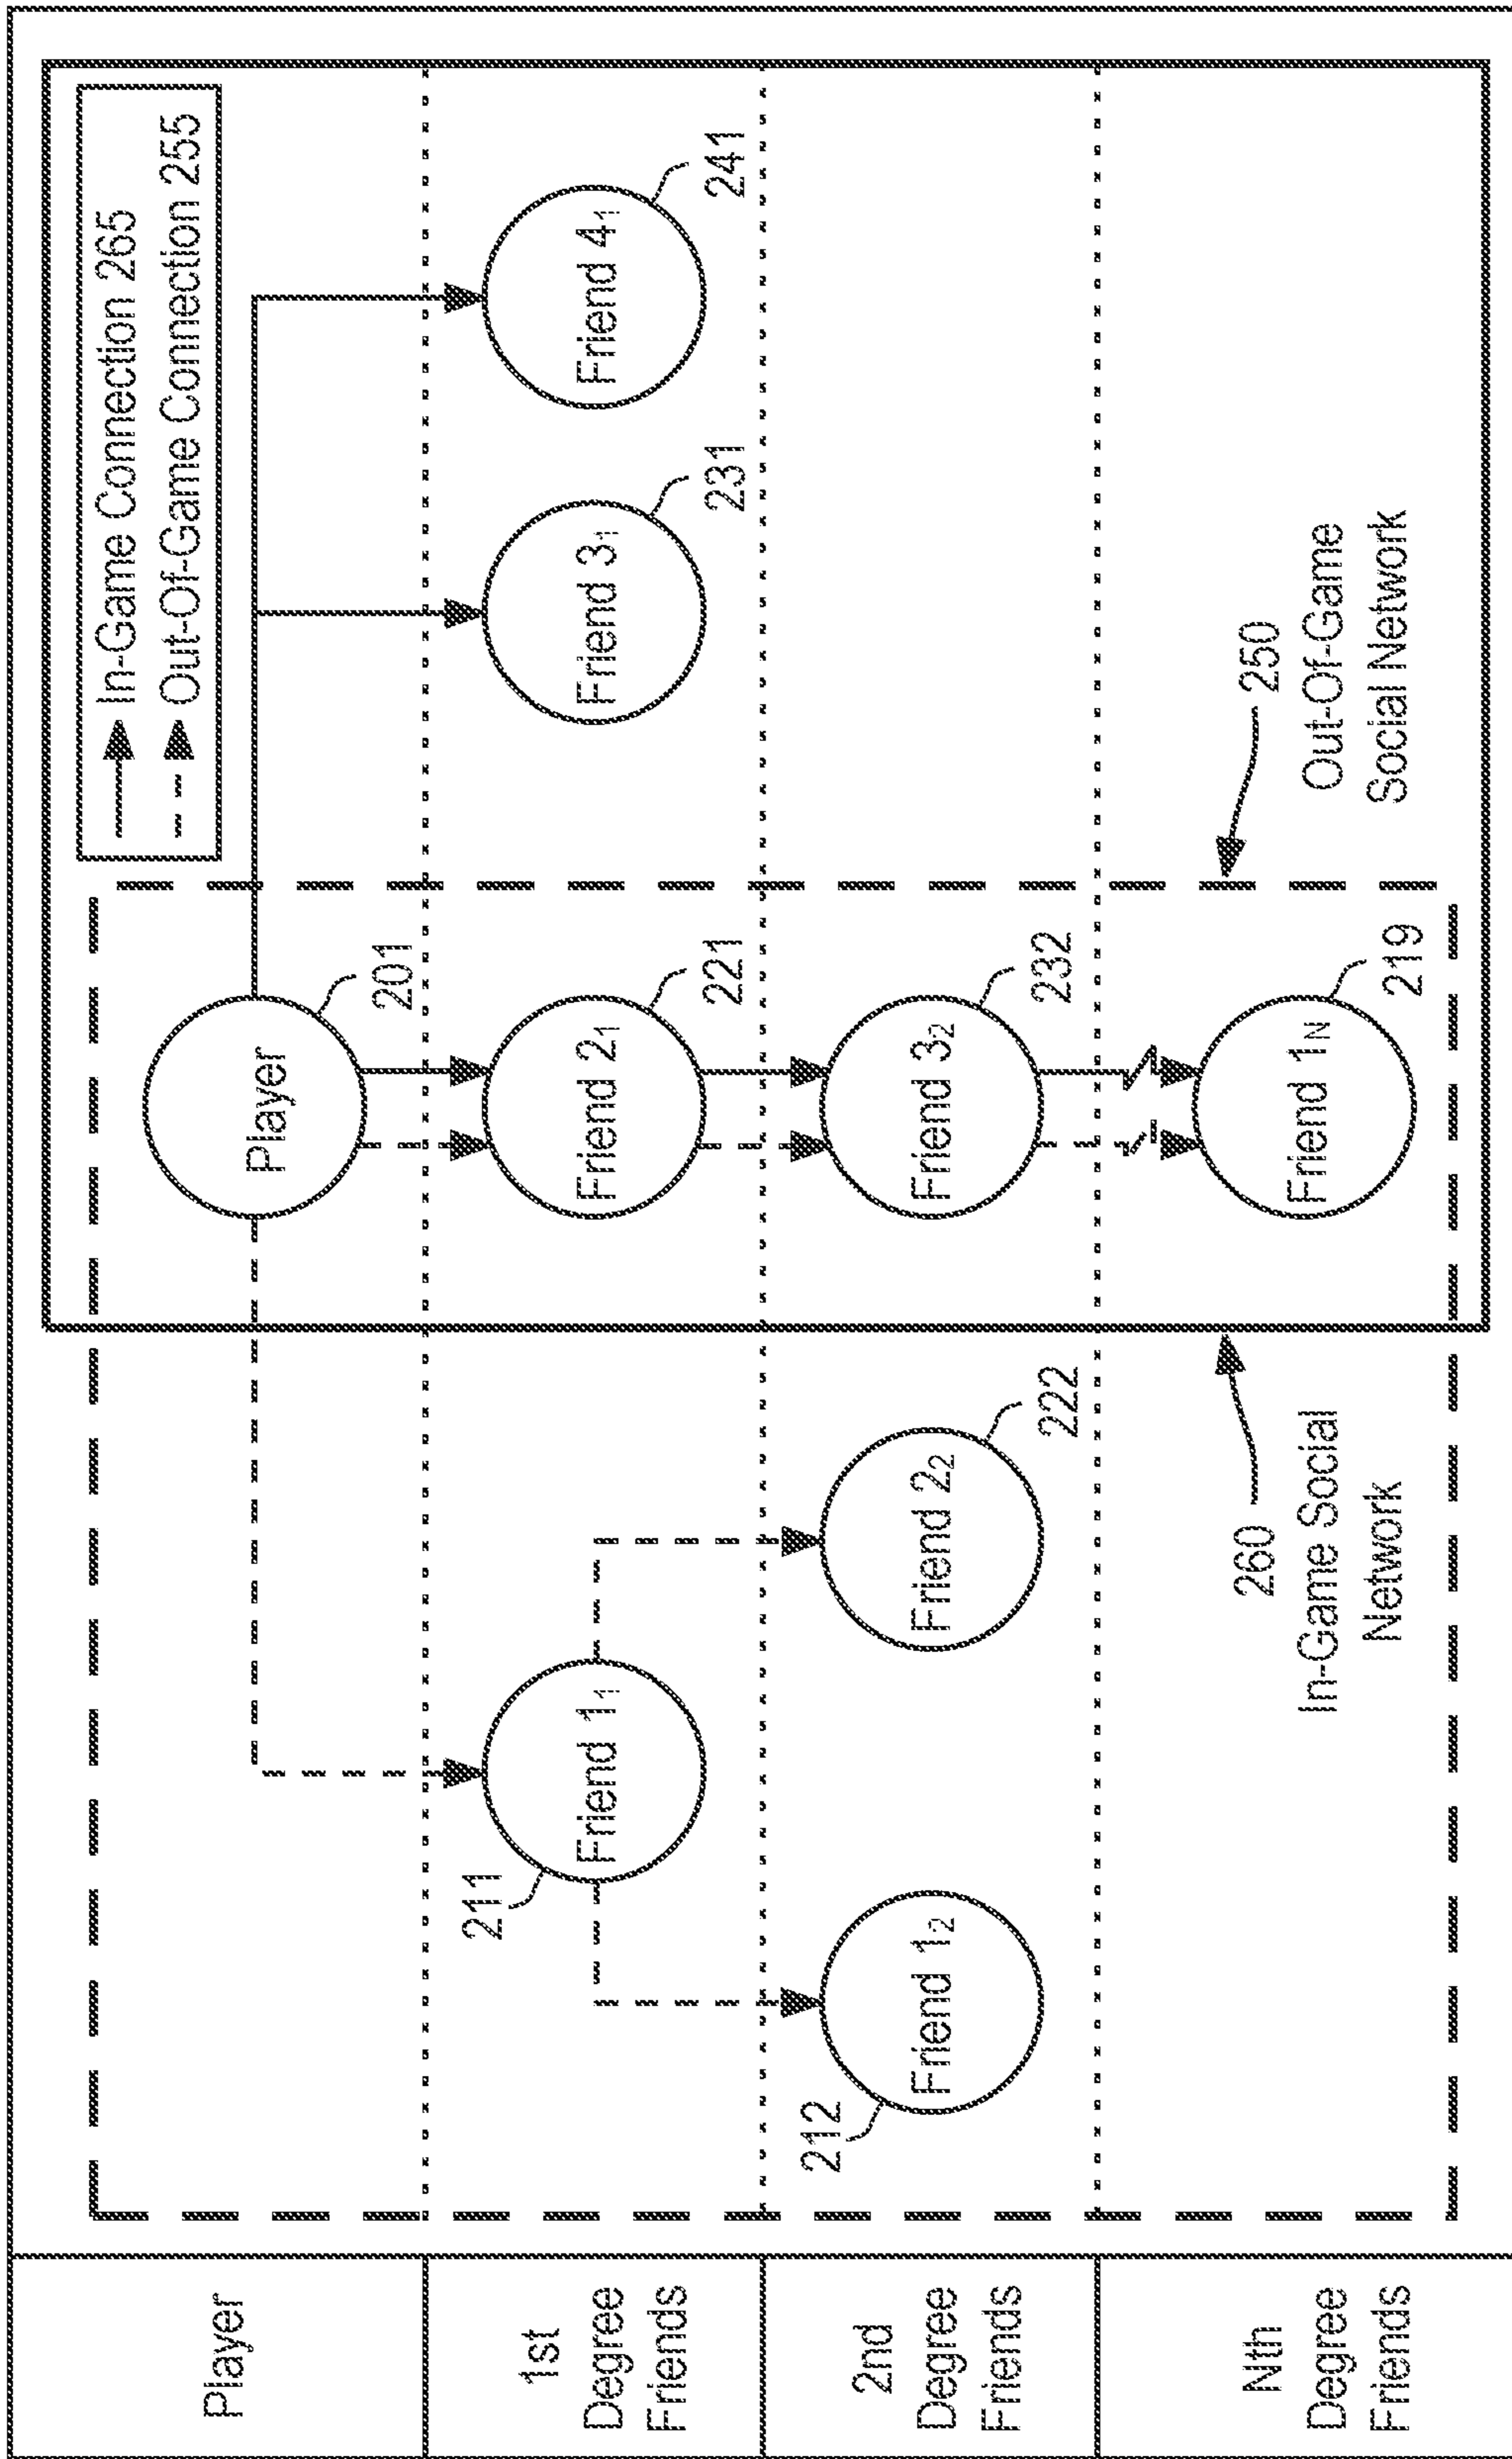 In-Game Connection 265
Out-Of-Game Connection 255
Player
Player
201
1st
Degree
Friends
211
Friend 1₁
Friend 2₁
221
Friend 3₁
231
Friend 4₁
241
2nd
Degree
Friends
212
Friend 1₂
Friend 2₂
222
Friend 3₂
232
Nth
Degree
Friends
260
In-Game Social
Network
Friend 1N
219
250
Out-Of-Game
Social Network